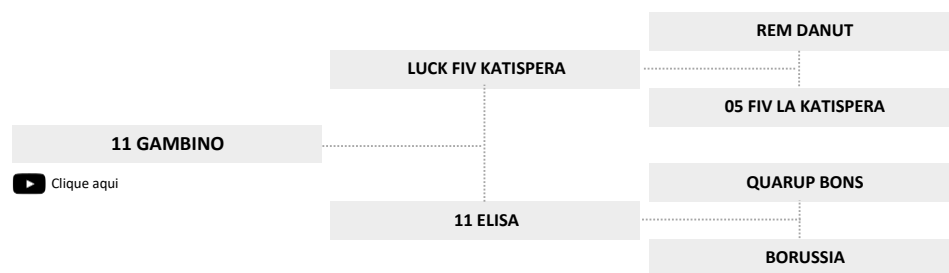 REM DANUT
LUCK FIV KATISPERA
05 FIV LA KATISPERA
11 GAMBINO
Clique aqui
QUARUP BONS
11 ELISA
BORUSSIA